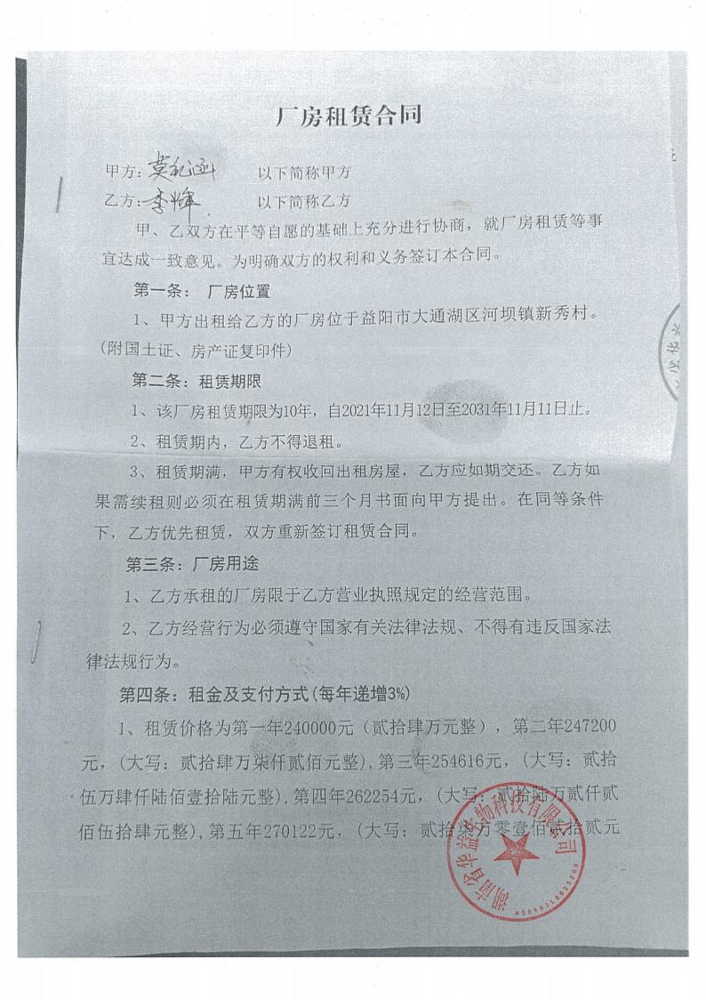 厂房租赁合同
甲方: 以下简称甲方
乙方: 李峰 以下简称乙方
甲、乙双方在平等自愿的基础上充分进行协商，就厂房租赁等事
宜达成一致意见。为明确双方的权利和义务签订本合同。
第一条： 厂房位置
1、甲方出租给乙方的厂房位于益阳市大通湖区河坝镇新秀村。
(附国土证、房产证复印件)
第二条：租赁期限
1、该厂房租赁期限为10年，自2021年11月12日至2031年11月11日止。
2、租赁期内，乙方不得退租。
3、租赁期满，甲方有权收回出租房屋，乙方应如期交还。乙方如
果需续租则必须在租赁期满前三个月书面向甲方提出。在同等条件
下，乙方优先租赁，双方重新签订租赁合同。
第三条：厂房用途
1、乙方承租的厂房限于乙方营业执照规定的经营范围。
2、乙方经营行为必须遵守国家有关法律法规、不得有违反国家法
律法规行为。
第四条：租金及支付方式(每年递增3%)
1、租赁价格为第一年240000元（贰拾肆万元整），第二年247200
元，(大写：贰拾肆万柒仟贰佰元整),第三年254616元，(大写：贰拾
伍万肆仟陆佰壹拾陆元整),第四年262254元，(大写：贰拾陆万贰仟贰
佰伍拾肆元整),第五年270122元，(大写：贰拾柒万零壹佰贰拾贰元
湖南省华益生物科技有限公司
43090310025206